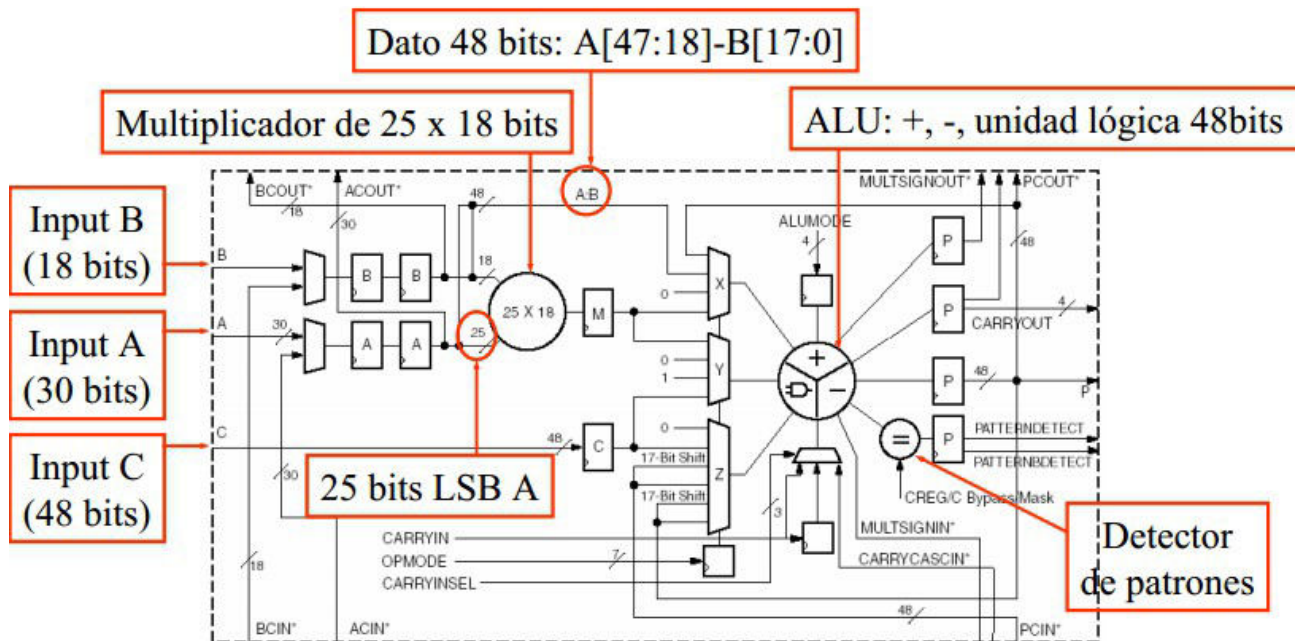 Dato 48 bits: A[47:18]-B[17:0]
Multiplicador de 25 x 18 bits
ALU: +, -, unidad lógica 48bits
Input B
(18 bits)
Input A
(30 bits)
Input C
(48 bits)
25 bits LSB A
Detector
de patrones
BCOUT*
ACOUT*
18
30
48
A:B
MULTSIGNOUT*
PCOUT*
ALUMODE
4
48
B
B
B
18
0
X
P
25 X 18
M
P
4
CARRYOUT
A
30
A
A
25
0
1
Y
+
-
P
48
P
C
48
C
0
17-Bit Shift
17-Bit Shift
Z
=
P
PATTERNDETECT
PATTERNBDETECT
CREG/C Bypass/Mask
30
3
CARRYIN
OPMODE
7
CARRYINSEL
MULTSIGNIN*
CARRYCASCIN*
18
48
BCIN*
ACIN*
PCIN*